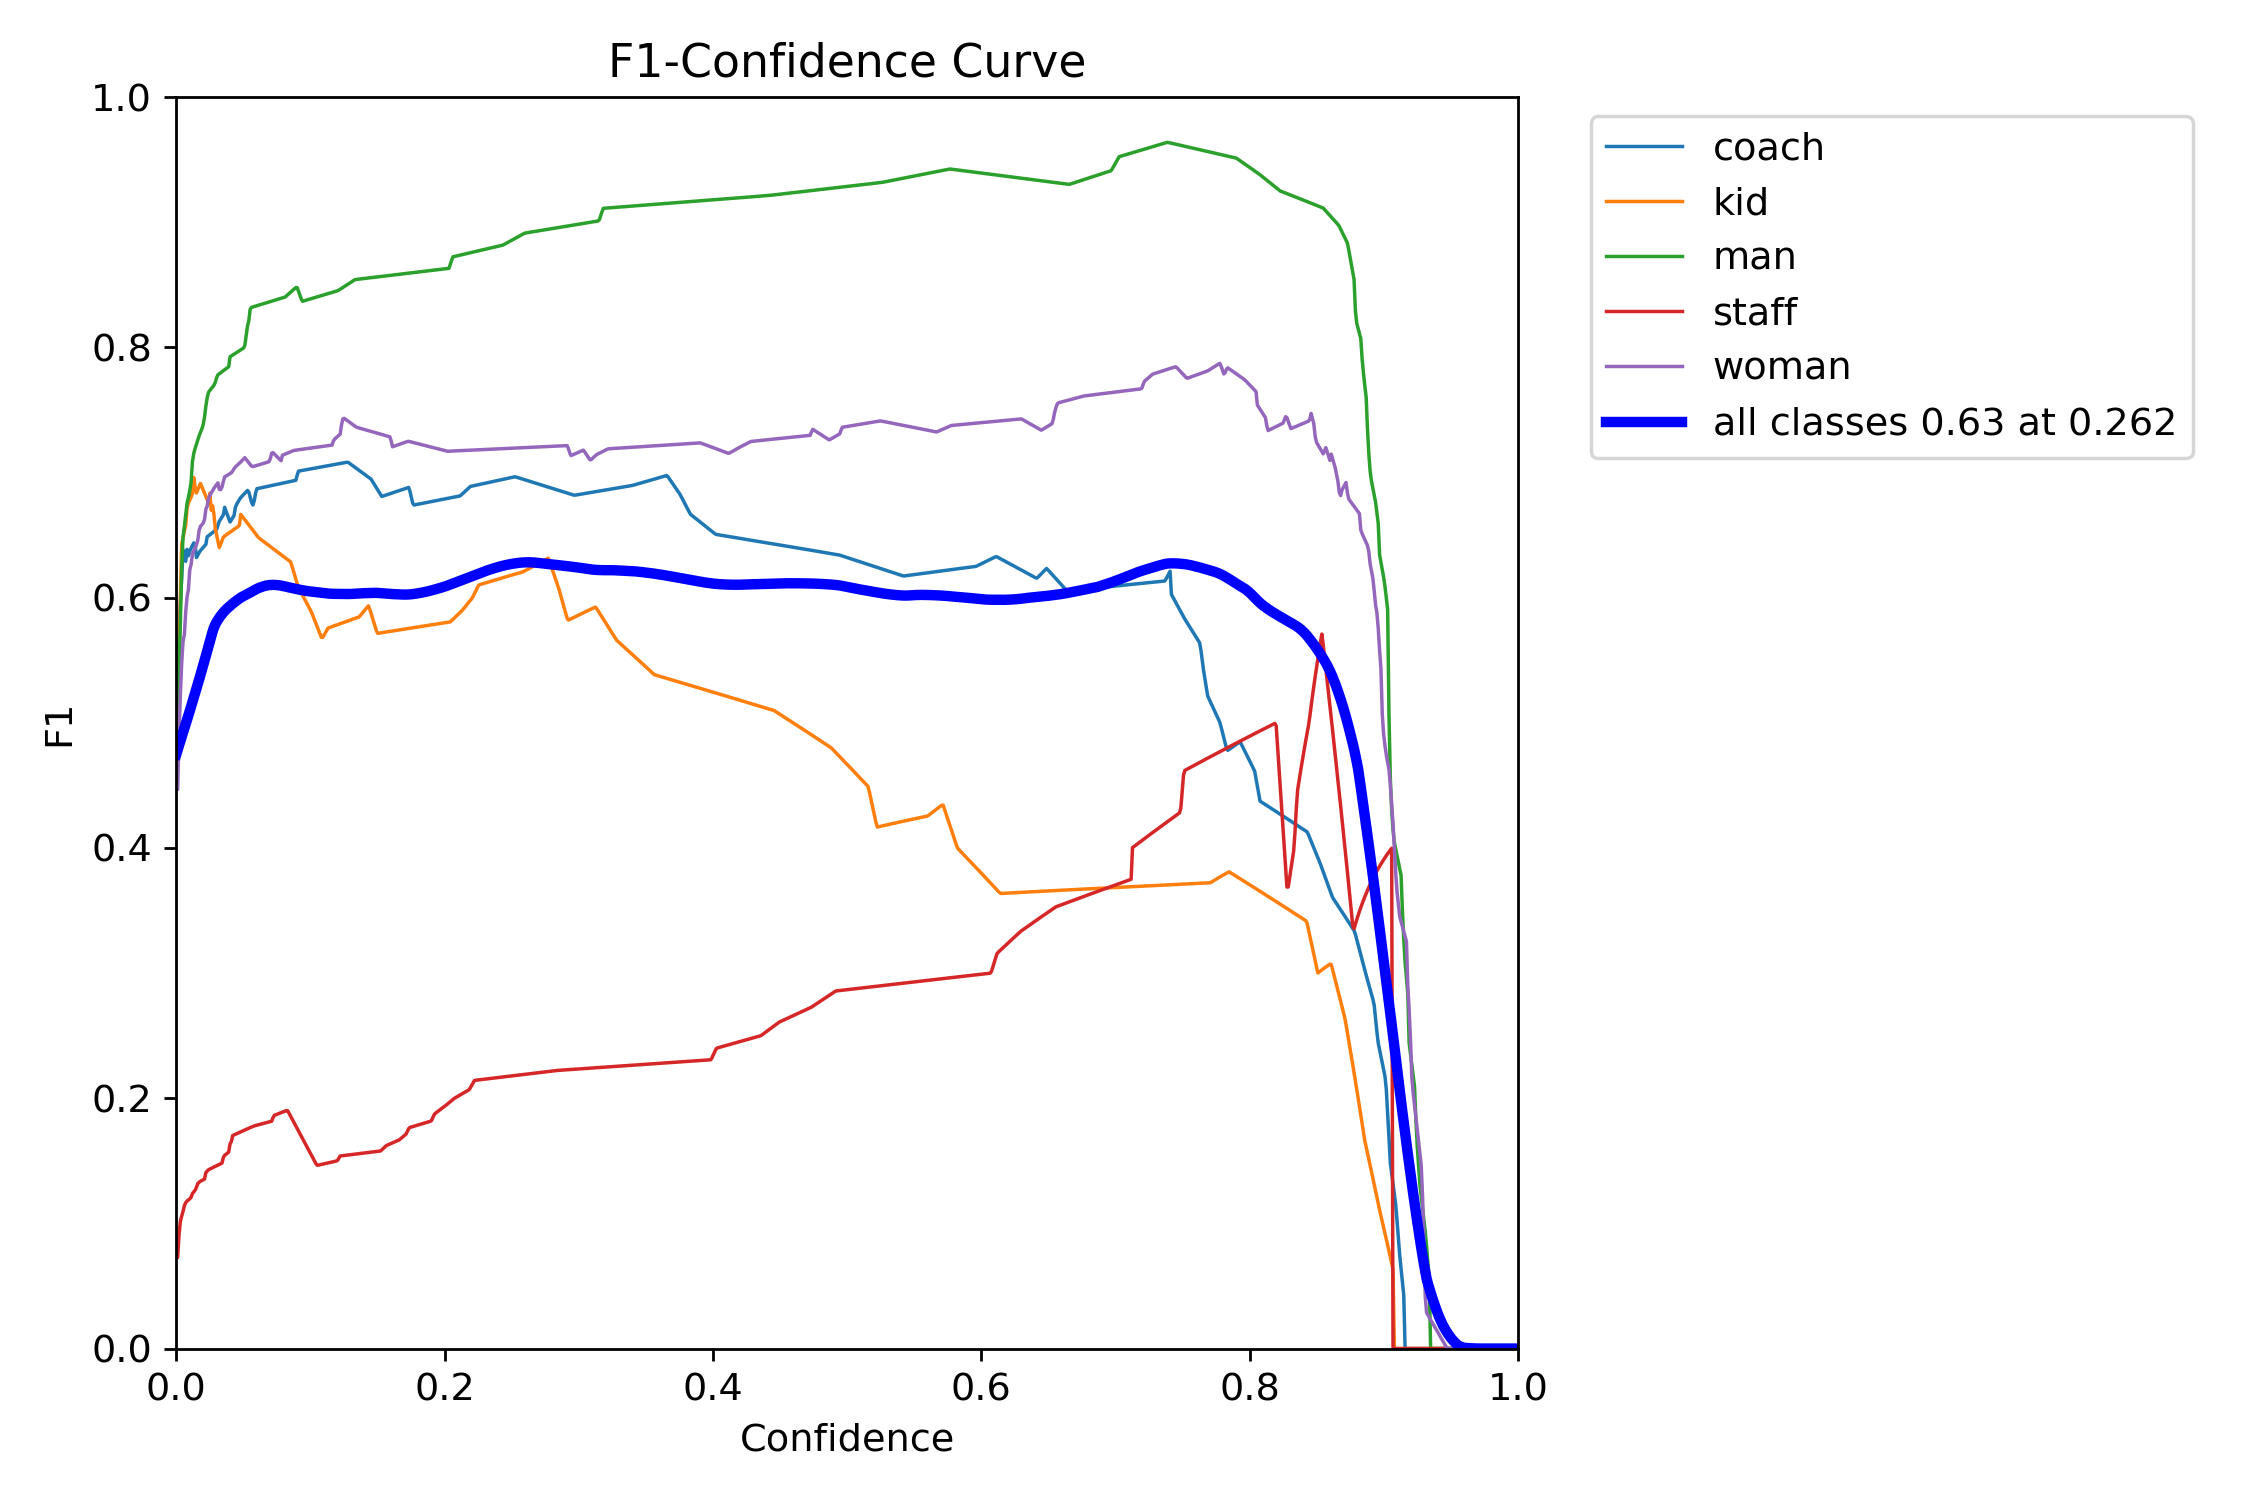 F1-Confidence Curve
1.0
0.8
0.6
0.4
0.2
0.0
F1
0.0 0.2 0.4 0.6 0.8 1.0
Confidence
coach
kid
man
staff
woman
all classes 0.63 at 0.262